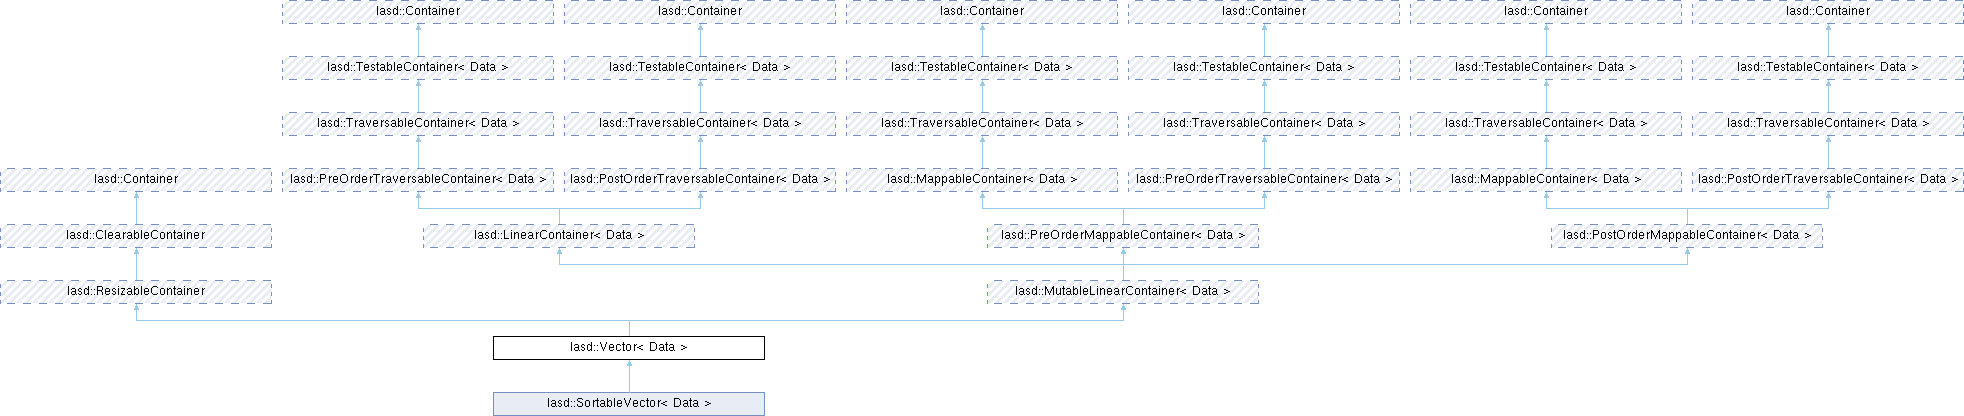 lasd::Container
lasd::Container
lasd::Container
lasd::Container
lasd::Container
lasd::Container
lasd::TestableContainer< Data >
lasd::TestableContainer< Data >
lasd::TestableContainer< Data >
lasd::TestableContainer< Data >
lasd::TestableContainer< Data >
lasd::TestableContainer< Data >
lasd::TraversableContainer< Data >
lasd::TraversableContainer< Data >
lasd::TraversableContainer< Data >
lasd::TraversableContainer< Data >
lasd::TraversableContainer< Data >
lasd::TraversableContainer< Data >
lasd::Container
lasd::PreOrderTraversableContainer< Data >
lasd::PostOrderTraversableContainer< Data >
lasd::MappableContainer< Data >
lasd::PreOrderTraversableContainer< Data >
lasd::MappableContainer< Data >
lasd::PostOrderTraversableContainer< Data >
lasd::ClearableContainer
lasd::LinearContainer< Data >
lasd::PreOrderMappableContainer< Data >
lasd::PostOrderMappableContainer< Data >
lasd::ResizableContainer
lasd::MutableLinearContainer< Data >
lasd::Vector< Data >
lasd::SortableVector< Data >